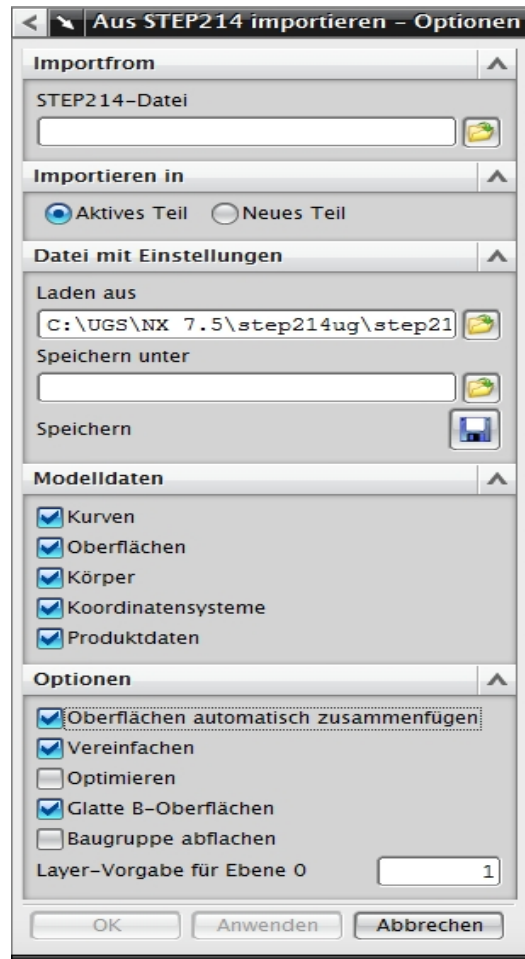 Aus STEP214 importieren - Optionen
Importfrom
STEP214-Datei
Importieren in
Aktives Teil Neues Teil
Datei mit Einstellungen
Laden aus
C:\UGS\NX 7.5\step214ug\step21
Speichern unter
Speichern
Modelldaten
Kurven
Oberflächen
Körper
Koordinatensysteme
Produktdaten
Optionen
Oberflächen automatisch zusammenfügen
Vereinfachen
Optimieren
Glatte B-Oberflächen
Baugruppe abflachen
Layer-Vorgabe für Ebene 0 1
OK Anwenden Abbrechen